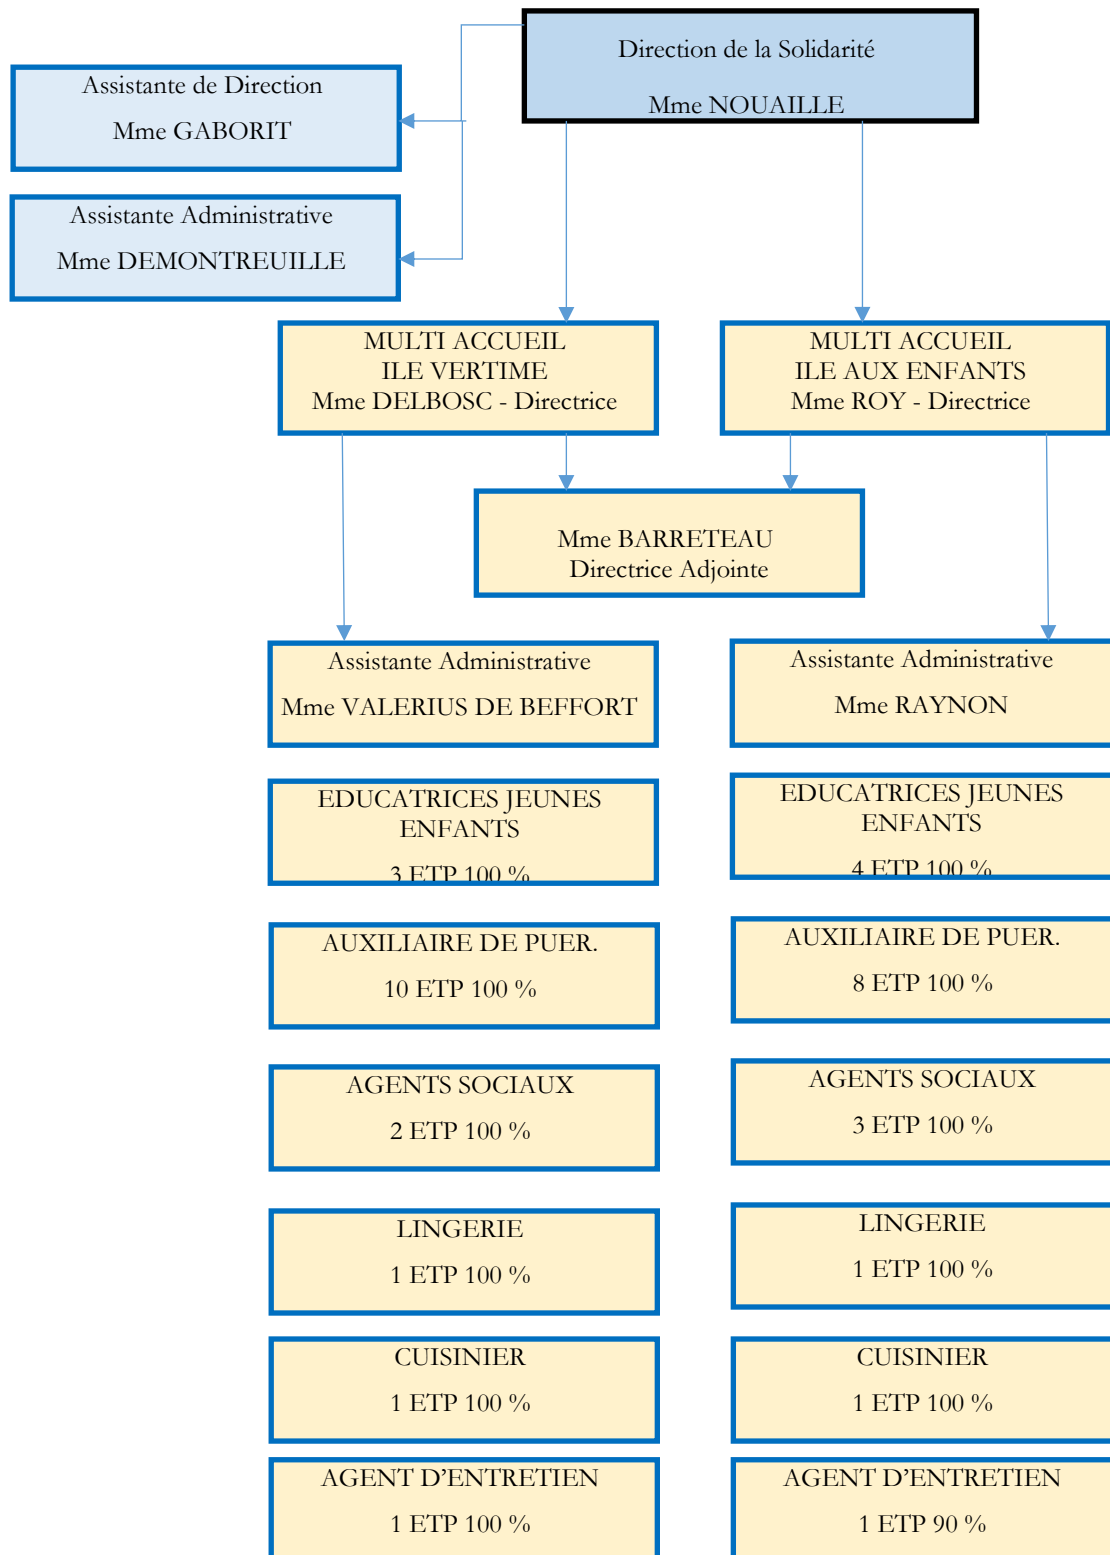 Direction de la Solidarité
Mme NOUAILLE
Assistante de Direction
Mme GABORIT
Assistante Administrative
Mme DEMONTREUILLE
MULTI ACCUEIL
ILE VERTIME
Mme DELBOSC - Directrice
MULTI ACCUEIL
ILE AUX ENFANTS
Mme ROY - Directrice
Mme BARRETEAU
Directrice Adjointe
Assistante Administrative
Mme VALERIUS DE BEFFORT
Assistante Administrative
Mme RAYNON
EDUCATRICES JEUNES
ENFANTS
3 ETP 100 %
EDUCATRICES JEUNES
ENFANTS
4 ETP 100 %
AUXILIAIRE DE PUER.
10 ETP 100 %
AUXILIAIRE DE PUER.
8 ETP 100 %
AGENTS SOCIAUX
2 ETP 100 %
AGENTS SOCIAUX
3 ETP 100 %
LINGERIE
1 ETP 100 %
LINGERIE
1 ETP 100 %
CUISINIER
1 ETP 100 %
CUISINIER
1 ETP 100 %
AGENT D’ENTRETIEN
1 ETP 100 %
AGENT D’ENTRETIEN
1 ETP 90 %